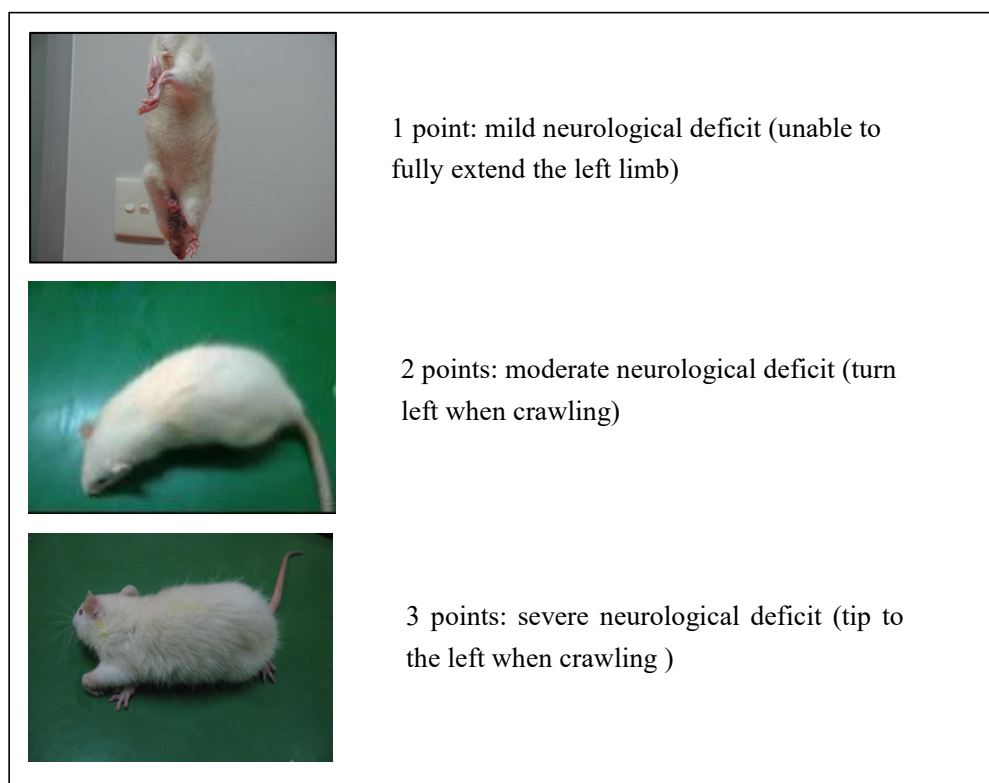 1 point: mild neurological deficit (unable to
fully extend the left limb)
2 points: moderate neurological deficit (turn
left when crawling)
3 points: severe neurological deficit (tip to
the left when crawling )